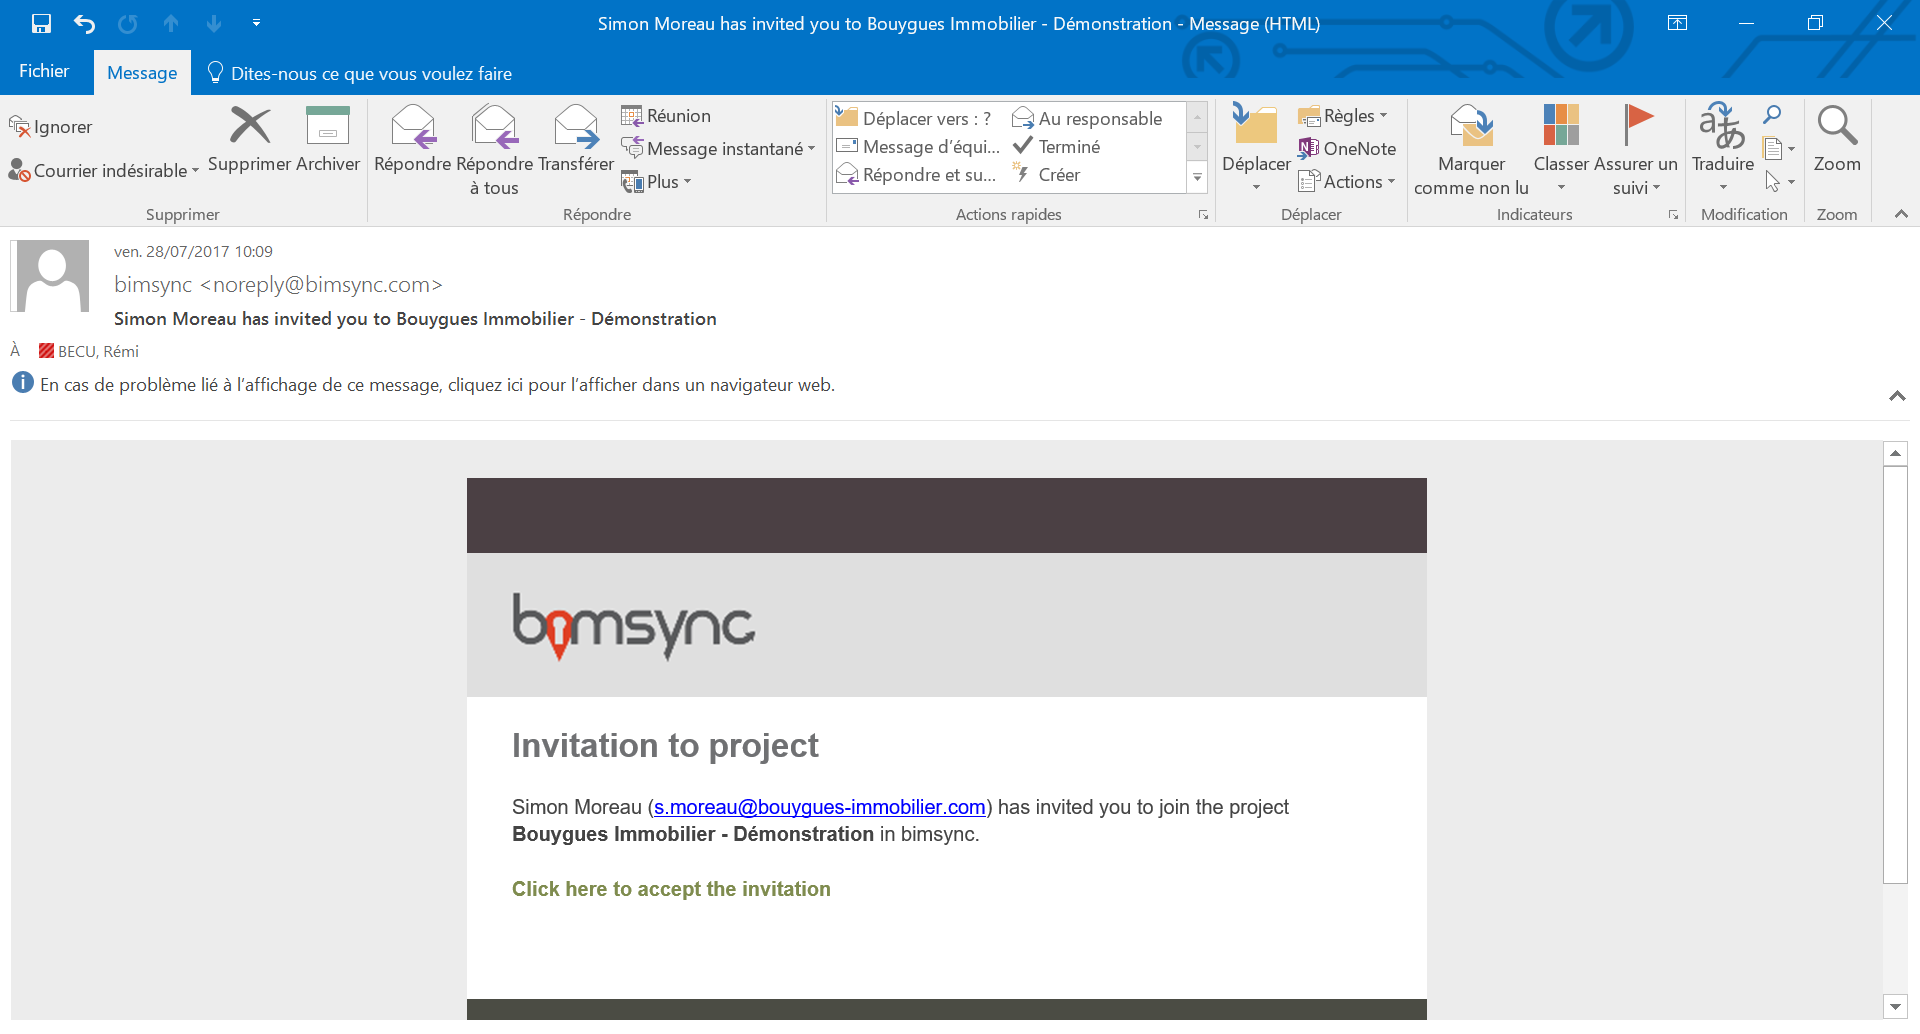 Simon Moreau has invited you to Bouygues Immobilier - Démonstration - Message (HTML)
Fichier
Message
Dites-nous ce que vous voulez faire
Ignorer
Courrier indésirable
Supprimer
Archiver
Supprimer
Répondre
Répondre à tous
Transférer
Réunion
Message instantané
Plus
Répondre
Déplacer vers : ?
Au responsable
Message d'équi...
Terminé
Répondre et su...
Créer
Actions rapides
Déplacer
Règles
OneNote
Actions
Déplacer
Marquer comme non lu
Classer
Assurer un suivi
Indicateurs
Traduire
Modification
Zoom
Zoom
ven. 28/07/2017 10:09
bimsync <noreply@bimsync.com>
Simon Moreau has invited you to Bouygues Immobilier - Démonstration
À BECU, Rémi
En cas de problème lié à l'affichage de ce message, cliquez ici pour l'afficher dans un navigateur web.
bimsync
Invitation to project
Simon Moreau (s.moreau@bouygues-immobilier.com) has invited you to join the project
Bouygues Immobilier - Démonstration in bimsync.
Click here to accept the invitation